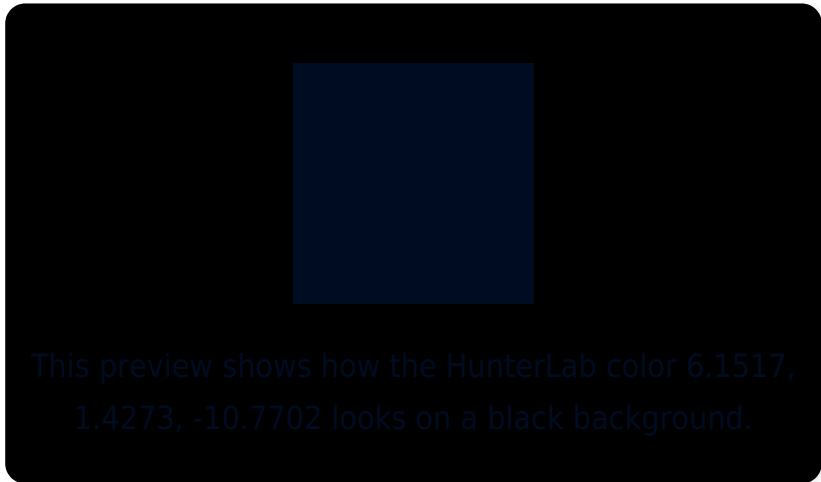 This preview shows how the HunterLab color 6.1517,
1.4273, -10.7702 looks on a black background.